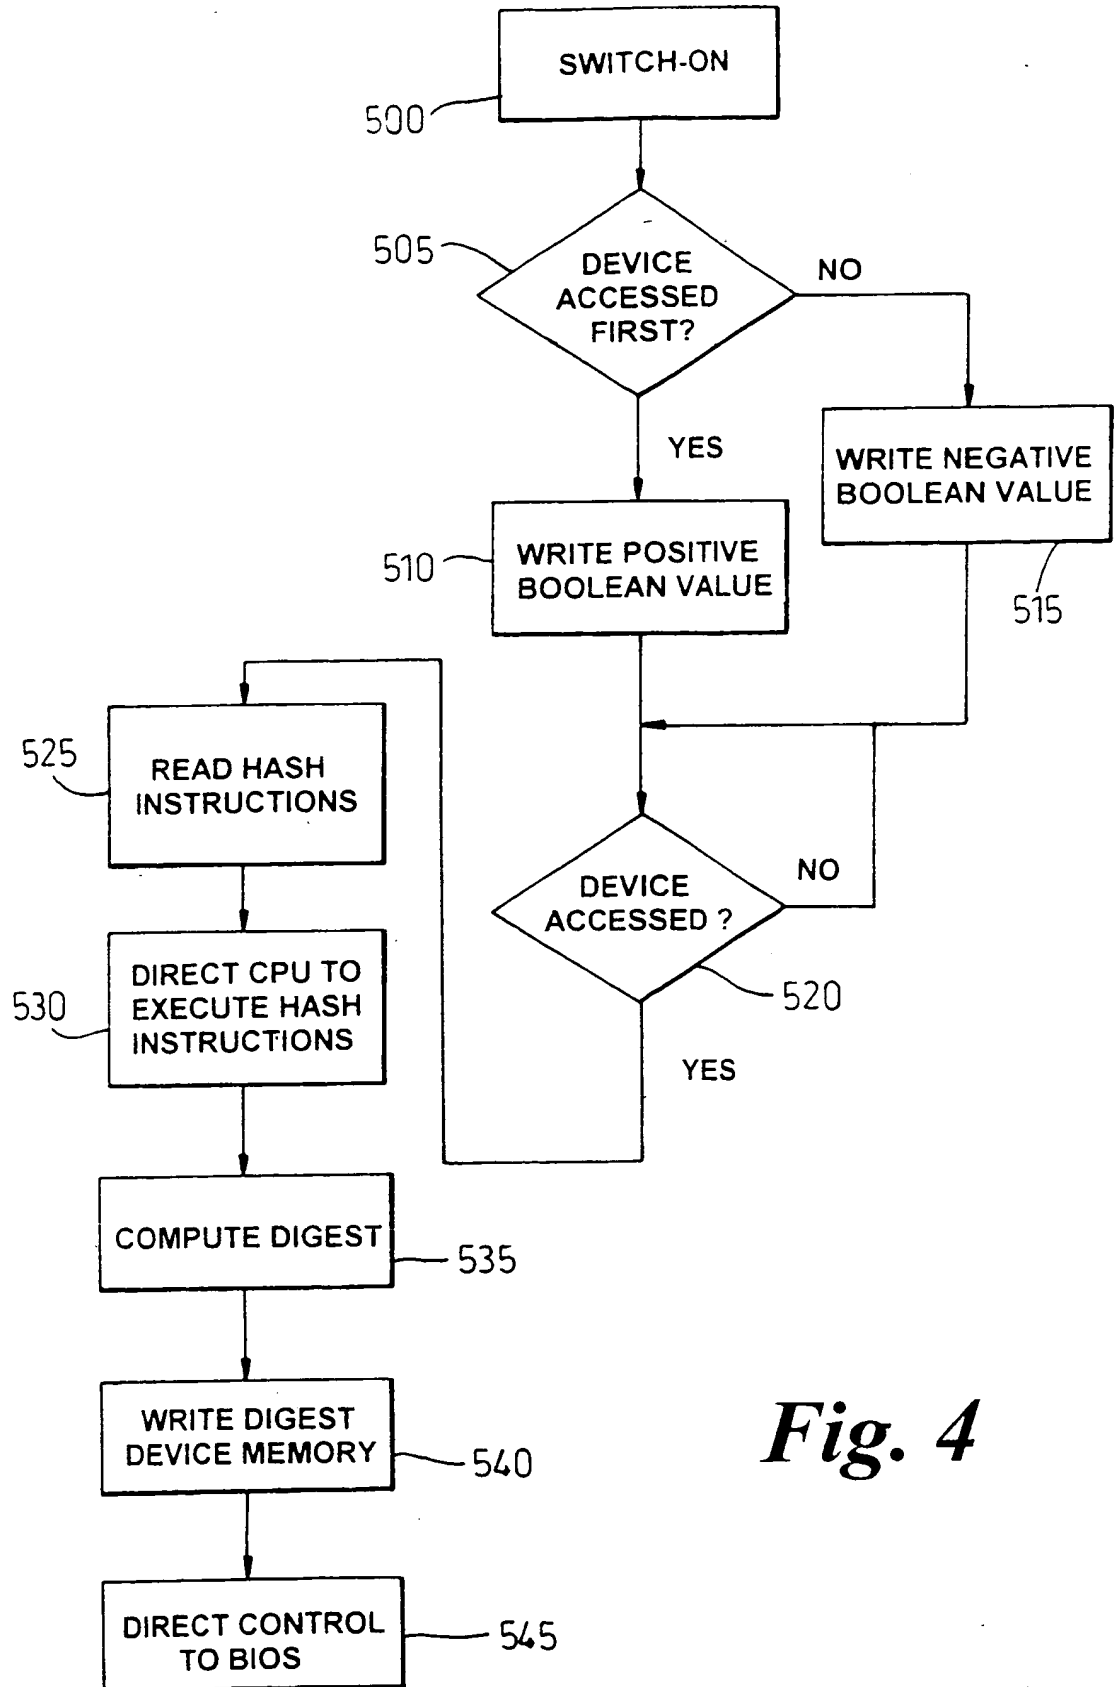 SWITCH-ON
500
505
DEVICE
ACCESSED
FIRST?
NO
YES
WRITE NEGATIVE
BOOLEAN VALUE
515
510
WRITE POSITIVE
BOOLEAN VALUE
525
READ HASH
INSTRUCTIONS
DEVICE
ACCESSED ?
NO
520
YES
530
DIRECT CPU TO
EXECUTE HASH
INSTRUCTIONS
COMPUTE DIGEST
535
WRITE DIGEST
DEVICE MEMORY
540
DIRECT CONTROL
TO BIOS
545
Fig. 4